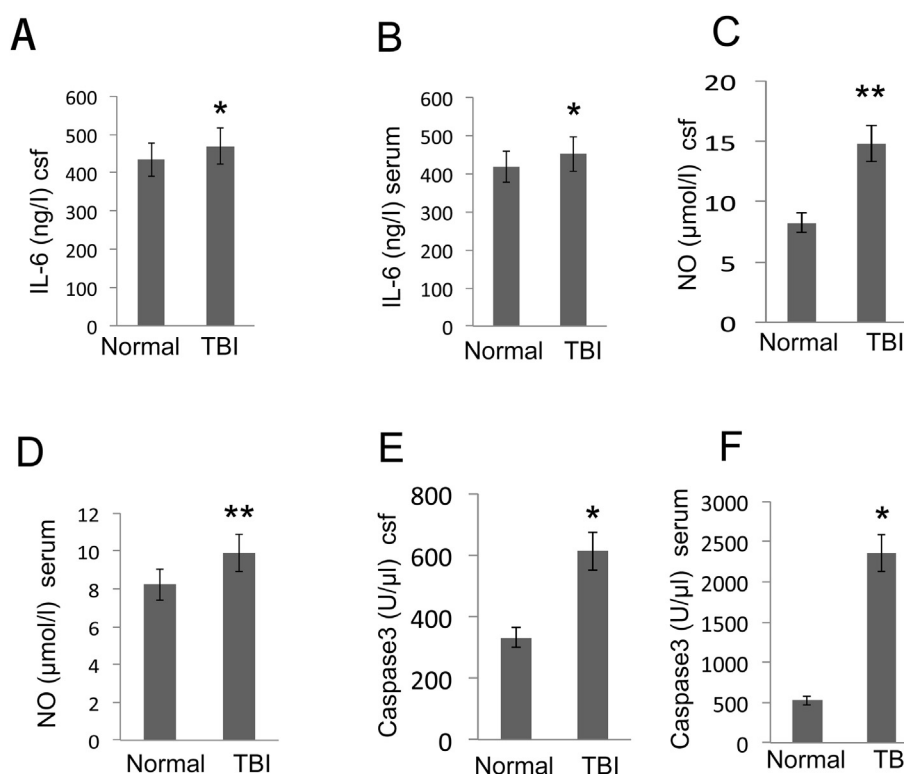 A
IL-6 (ng/l) csf
600
500
400
300
200
100
0
*
Normal TBI
B
IL-6 (ng/l) serum
600
500
400
300
200
100
0
*
Normal TBI
C
NO (µmol/l) csf
20
15
10
5
0
**
Normal TBI
D
NO (µmol/l) serum
12
10
8
6
4
2
0
**
Normal TBI
E
Caspase3 (U/µl) csf
800
600
400
200
0
*
Normal TBI
F
Caspase3 (U/µl) serum
3000
2500
2000
1500
1000
500
0
*
Normal TB